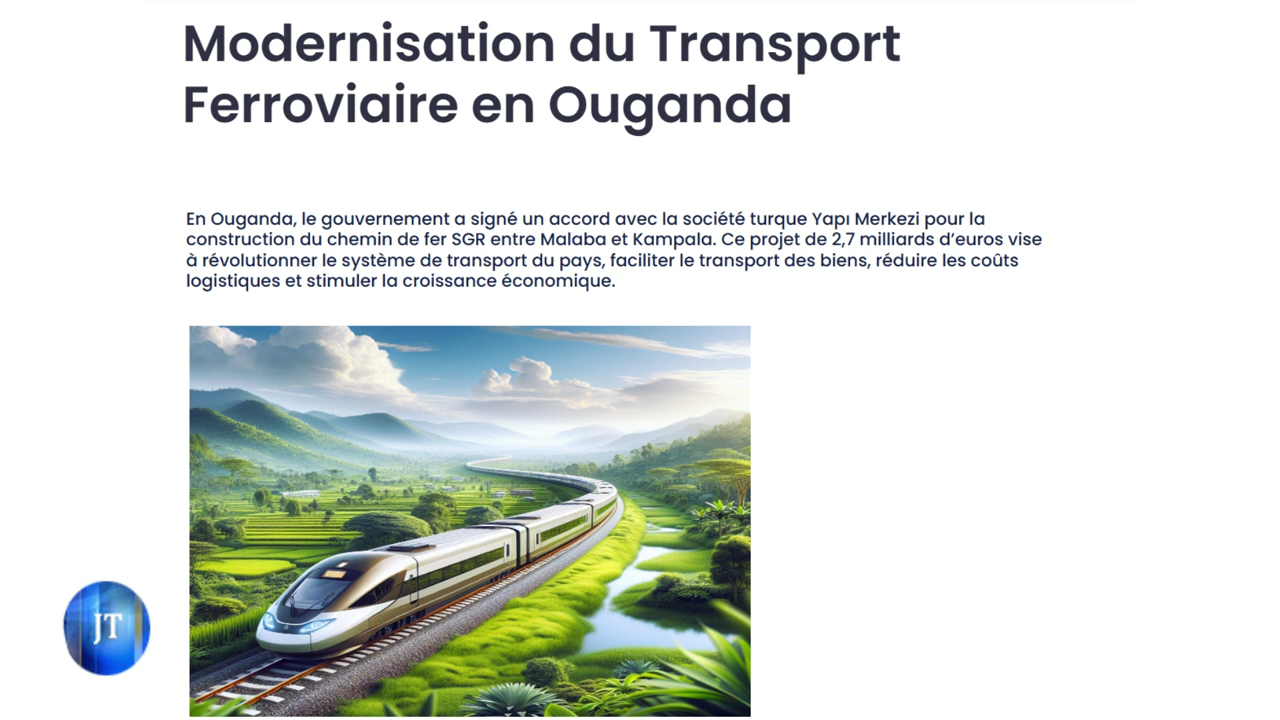 Modernisation du Transport
Ferroviaire en Ouganda
En Ouganda, le gouvernement a signé un accord avec la société turque Yapı Merkezi pour la
construction du chemin de fer SGR entre Malaba et Kampala. Ce projet de 2,7 milliards d’euros vise
à révolutionner le système de transport du pays, faciliter le transport des biens, réduire les coûts
logistiques et stimuler la croissance économique.
JT